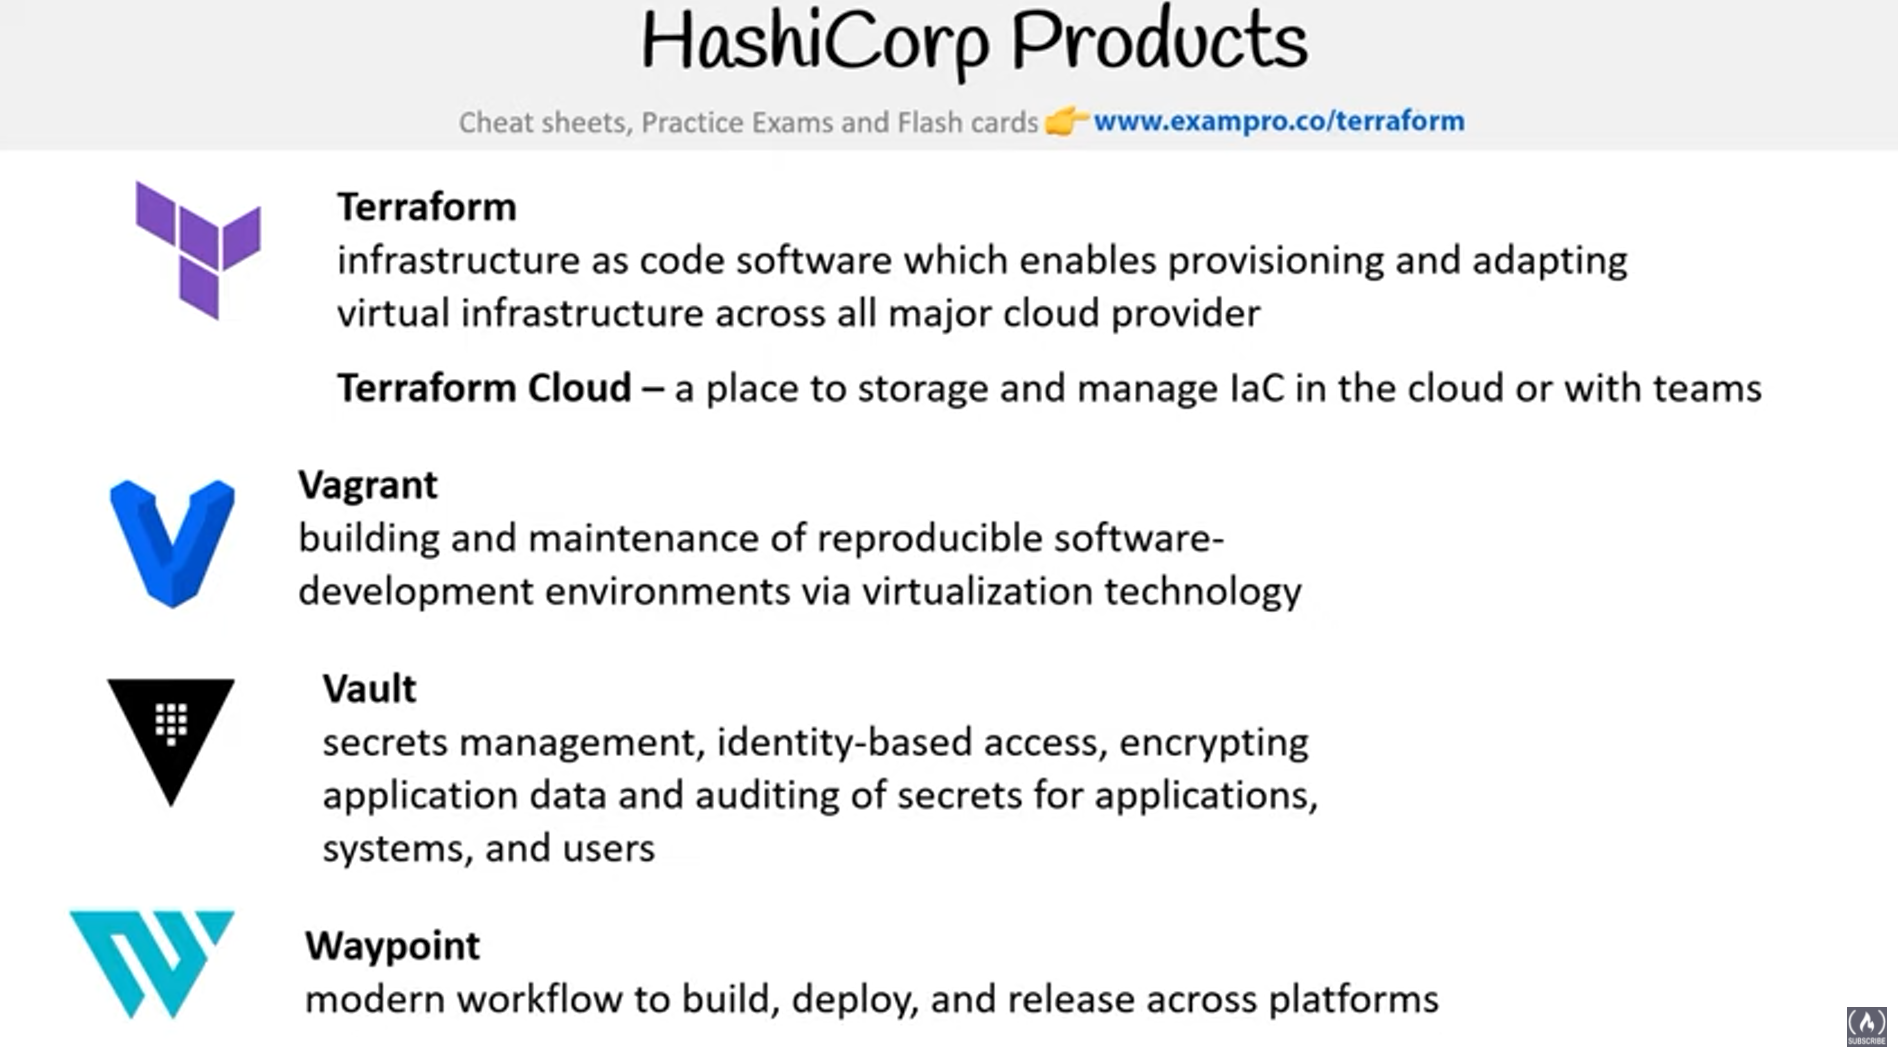 HashiCorp Products
Cheat sheets, Practice Exams and Flash cards 👉 www.exampro.co/terraform
Terraform
infrastructure as code software which enables provisioning and adapting
virtual infrastructure across all major cloud provider
Terraform Cloud – a place to storage and manage IaC in the cloud or with teams
Vagrant
building and maintenance of reproducible software-
development environments via virtualization technology
Vault
secrets management, identity-based access, encrypting
application data and auditing of secrets for applications,
systems, and users
Waypoint
modern workflow to build, deploy, and release across platforms
SUBSCRIBE